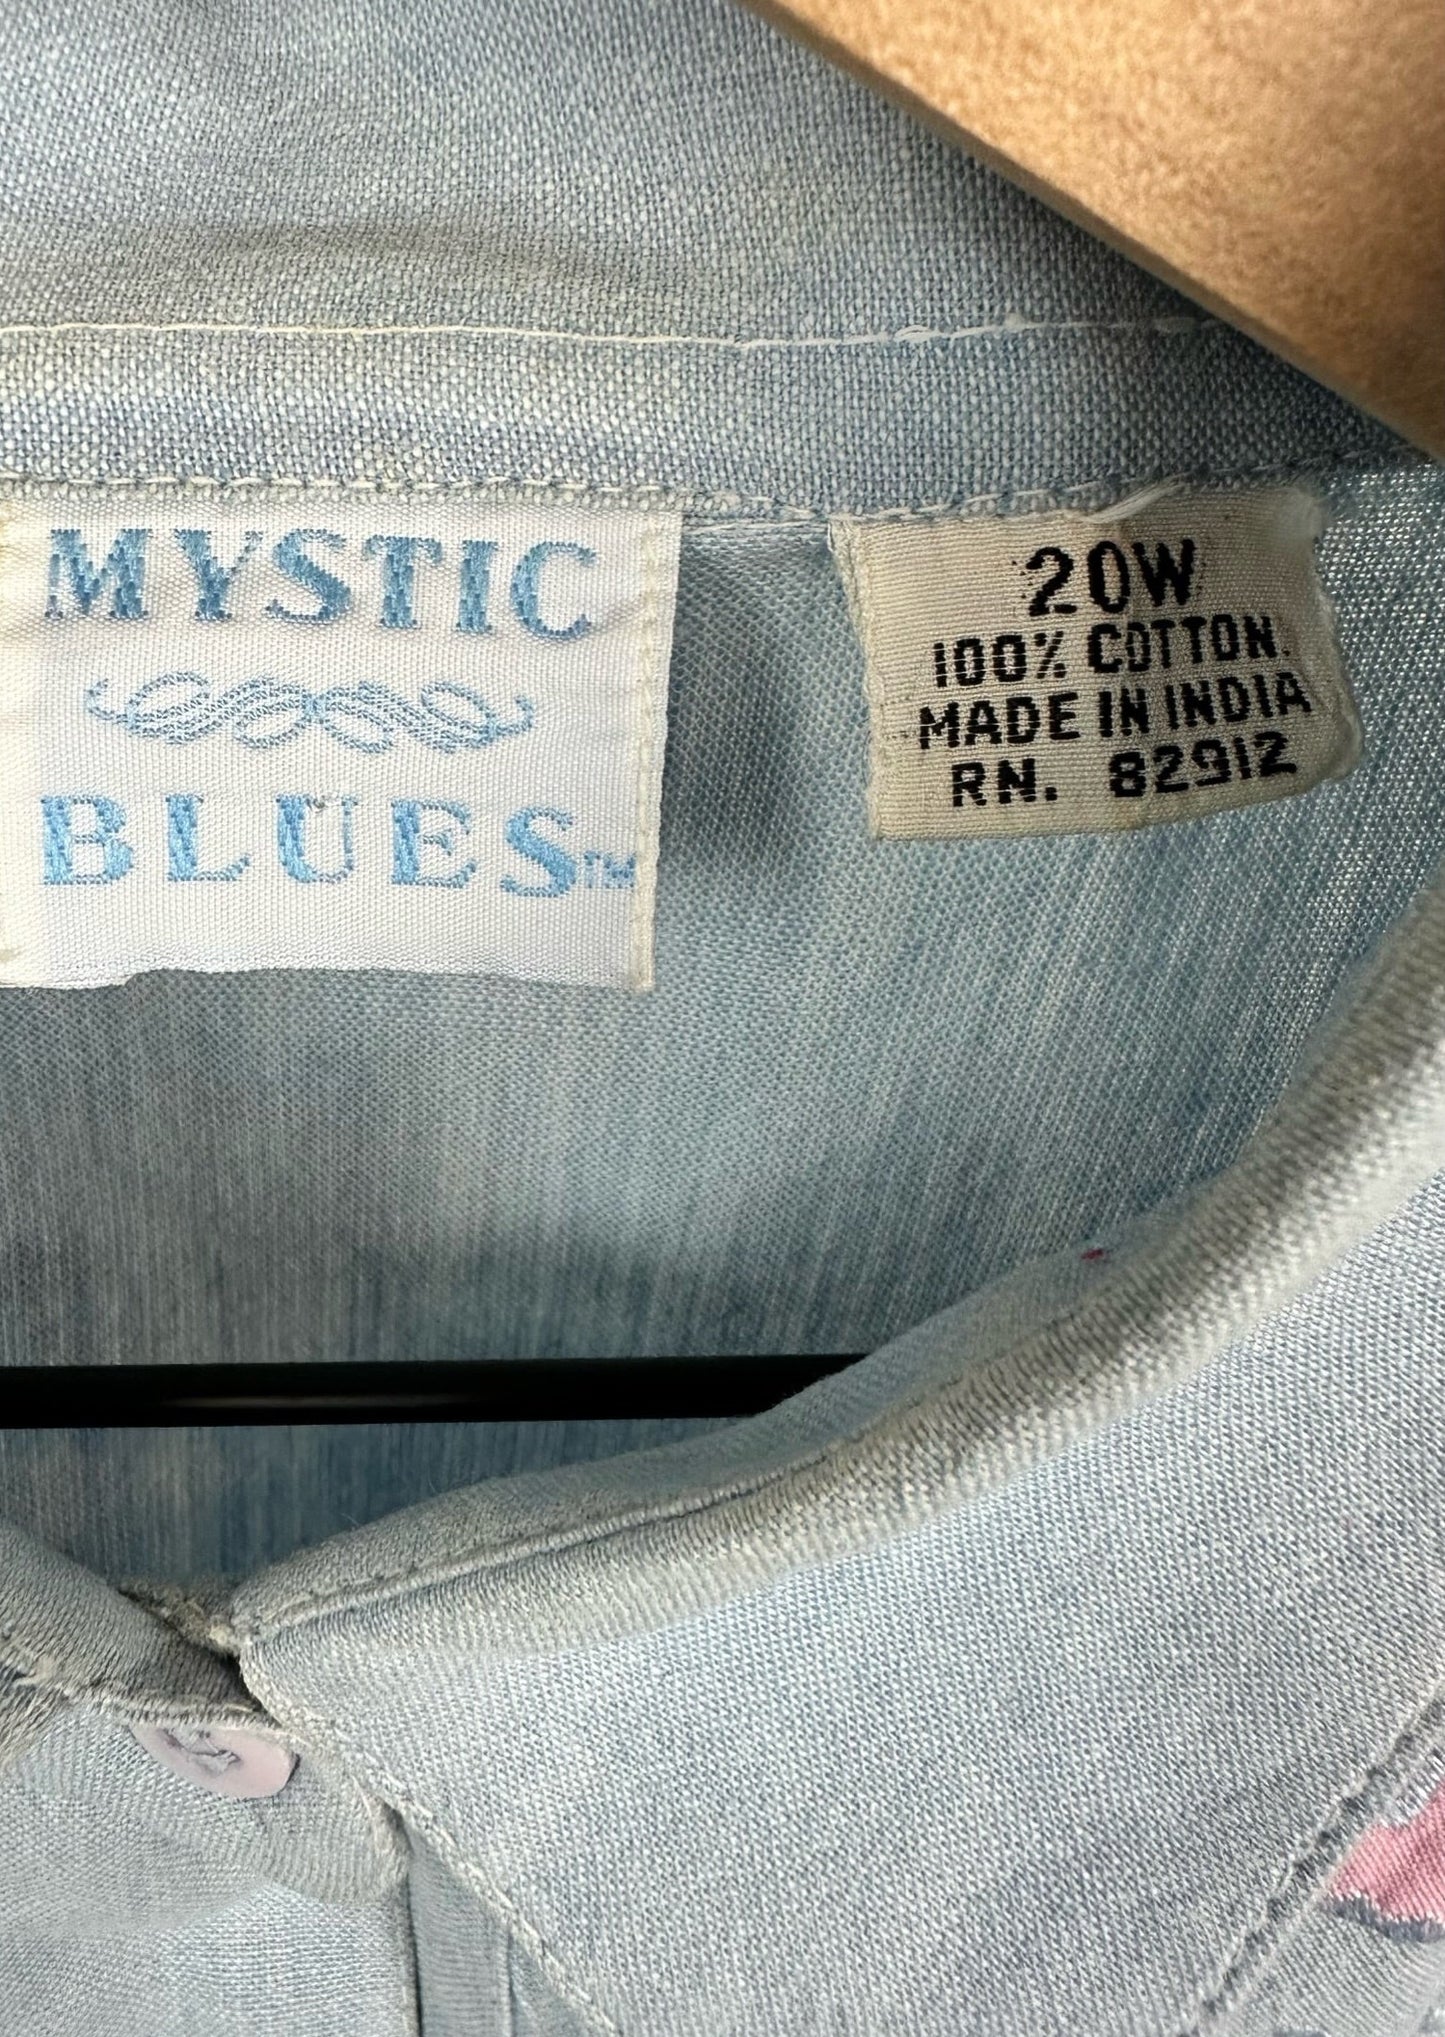 MYSTIC
BLUES™
20W
100% COTTON.
MADE IN INDIA
RN. 82912